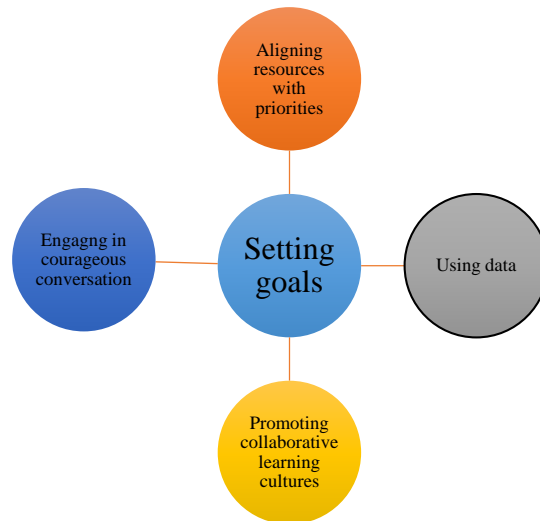 Aligning
resources
with
priorities
Engagng in
courageous
conversation
Setting
goals
Using data
Promoting
collaborative
learning
cultures